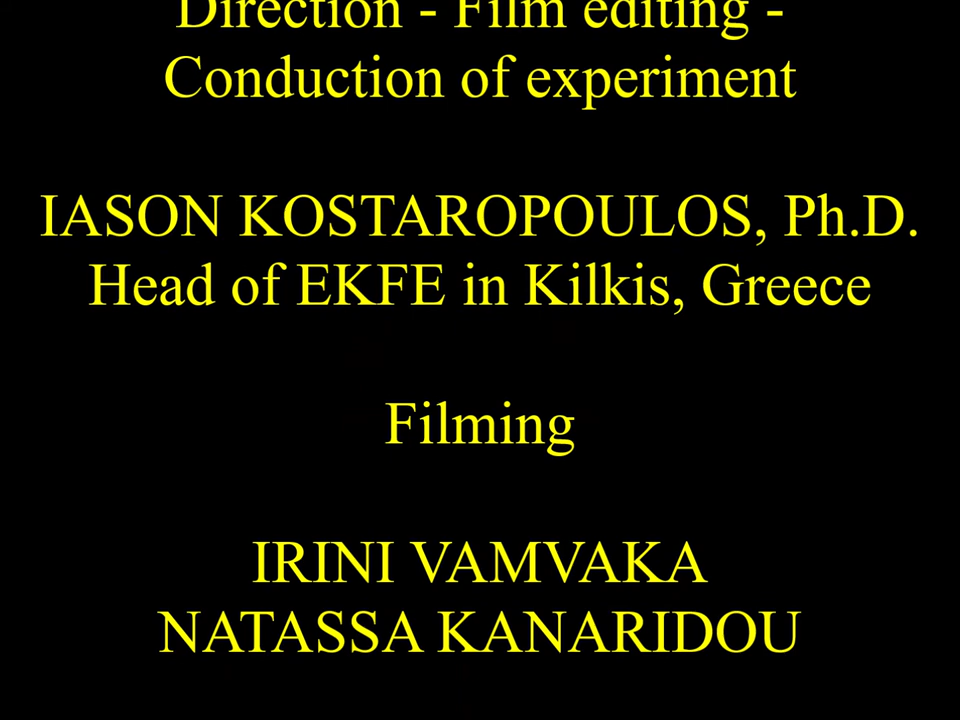 Direction - Film editing -
Conduction of experiment
IASON KOSTAROPOULOS, Ph.D.
Head of EKFE in Kilkis, Greece
Filming
IRINI VAMVAKA
NATASSA KANARIDOU